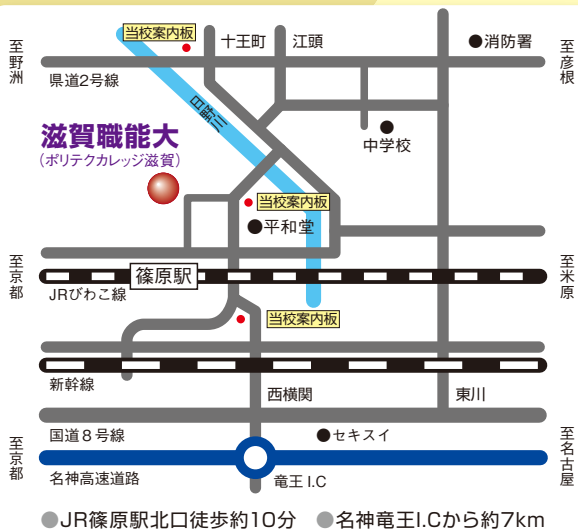 当校案内板
十王町
江頭
消防署
至野洲
至彦根
県道2号線
日野川
中学校
滋賀職能大
(ポリテクカレッジ滋賀)
当校案内板
平和堂
至京都
篠原駅
至米原
JRびわこ線
当校案内板
新幹線
西横関
東川
国道8号線
セキスイ
至京都
至名古屋
名神高速道路
竜王 I.C
●JR篠原駅北口徒歩約10分 ●名神竜王I.Cから約7km